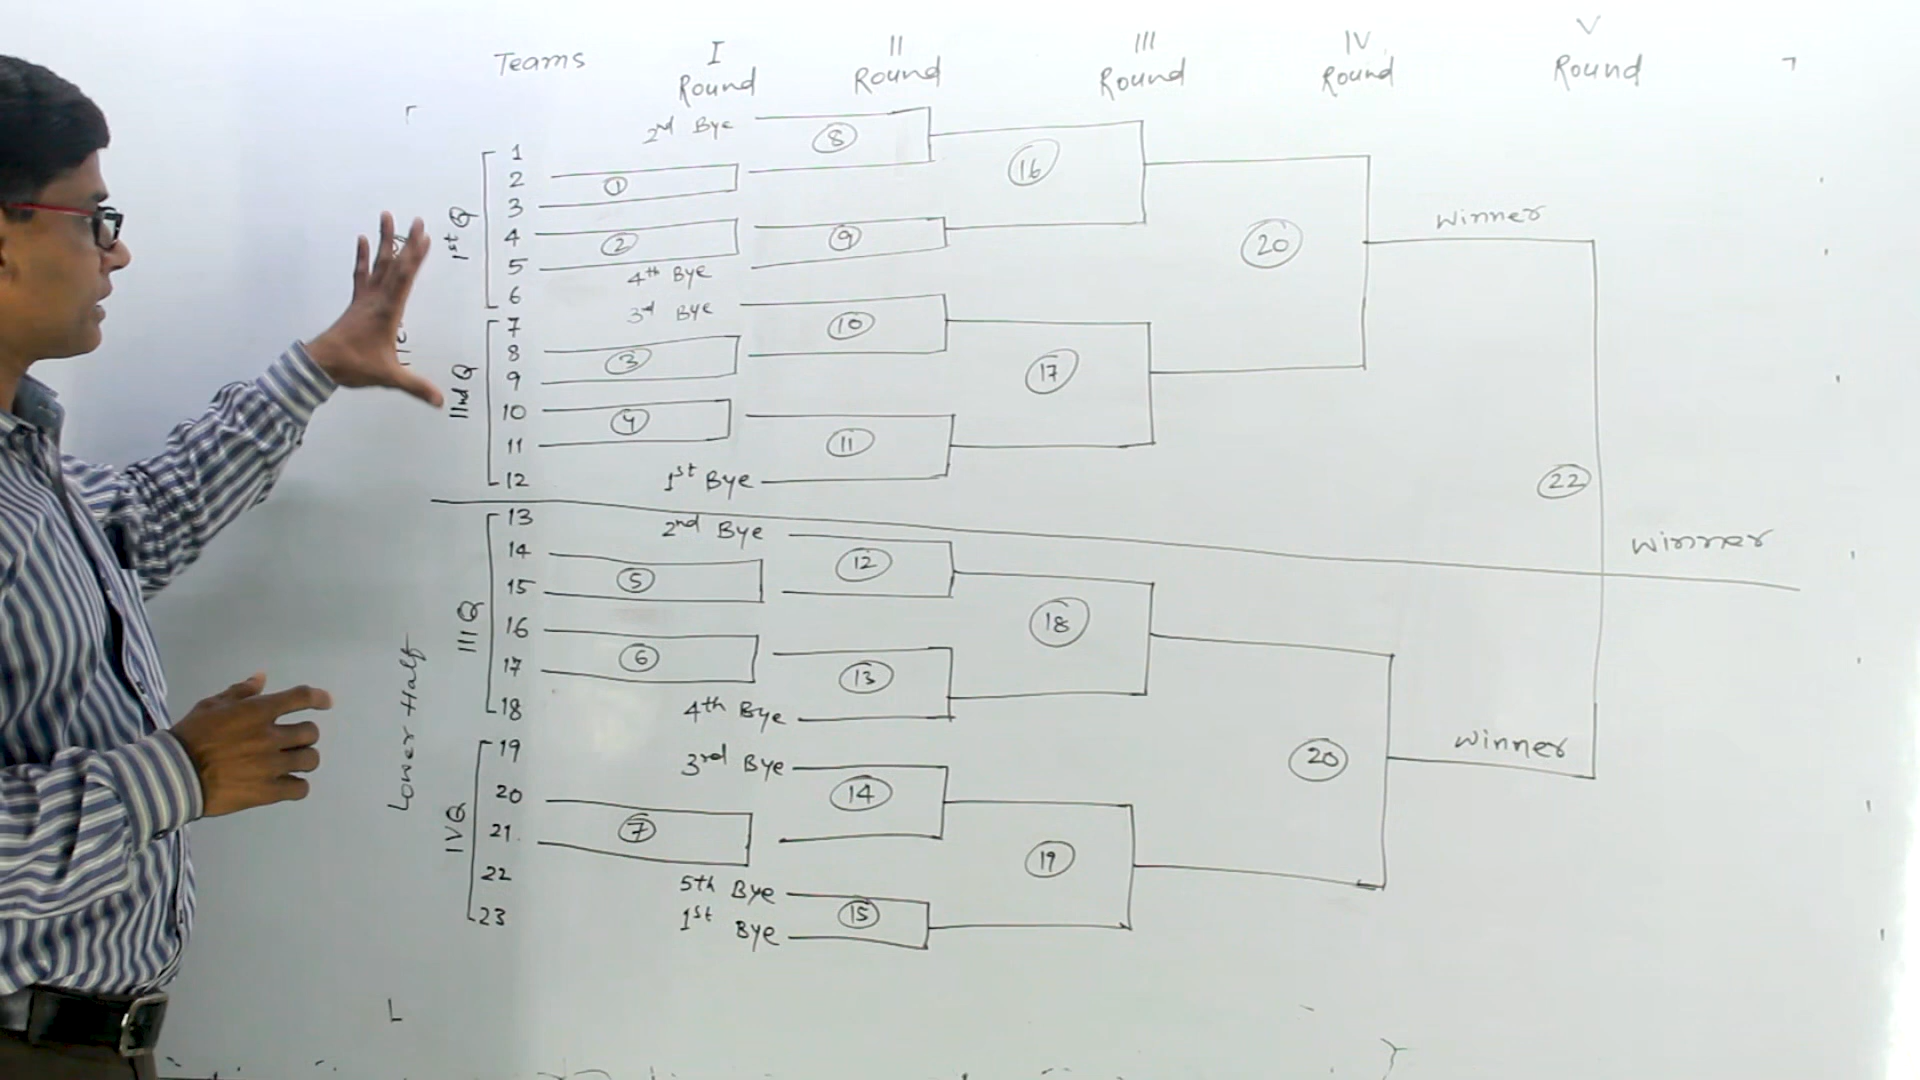 Teams
I Round
II Round
III Round
IV Round
V Round
1st Q
1
2
3
4
5
6
IInd Q
7
8
9
10
11
12
Lower Half
III Q
13
14
15
16
17
18
IV Q
19
20
21
22
23
2nd Bye
1
2
4th Bye
3rd Bye
3
4
1st Bye
2nd Bye
5
6
4th Bye
3rd Bye
7
5th Bye
1st Bye
8
9
10
11
12
13
14
15
16
17
18
19
20
20
winner
winner
22
winner